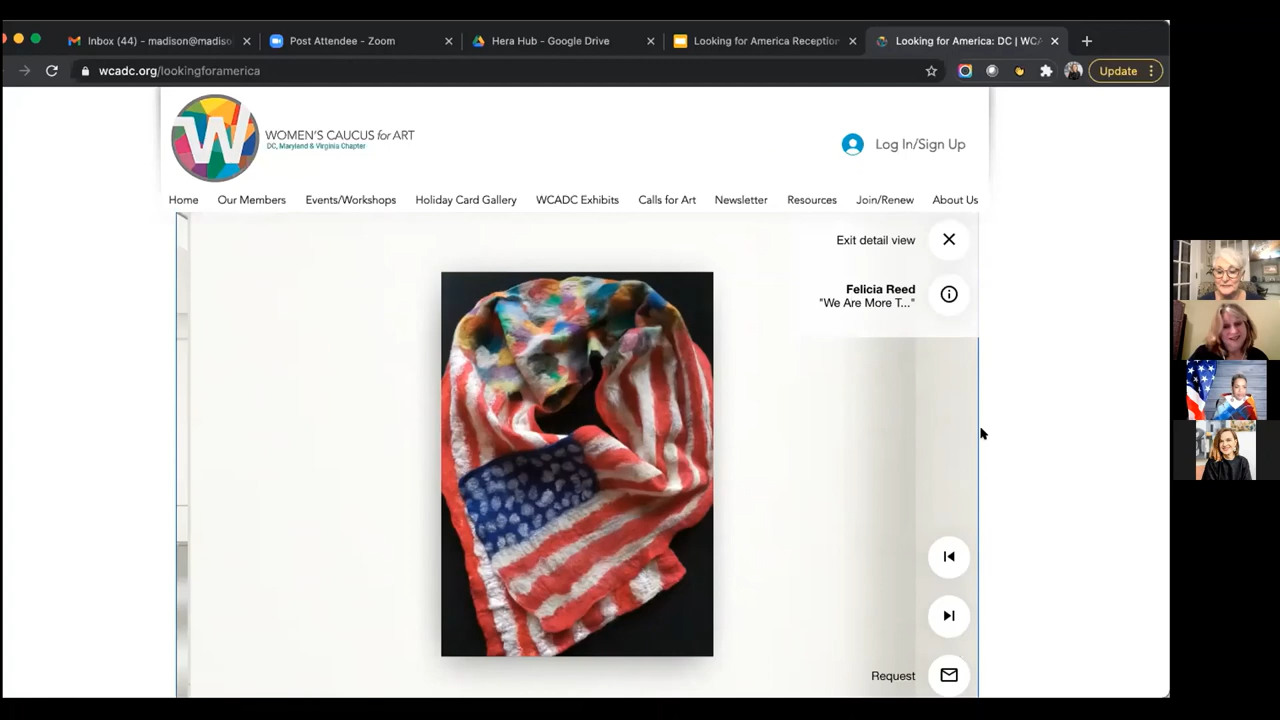 Inbox (44) – madison@madiso
Post Attendee - Zoom
Hera Hub - Google Drive
Looking for America Reception
Looking for America: DC | WCA
wcadc.org/lookingforamerica
Update
W
WOMEN'S CAUCUS for ART
DC, Maryland & Virginia Chapter
Log In/Sign Up
Home
Our Members
Events/Workshops
Holiday Card Gallery
WCADC Exhibits
Calls for Art
Newsletter
Resources
Join/Renew
About Us
Exit detail view
Felicia Reed
"We Are More T..."
Request